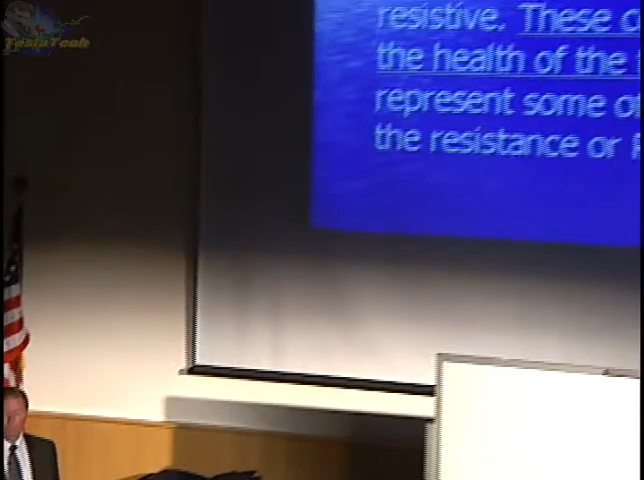 TeslaTech
resistive. These
the health of the
represent some
the resistance or